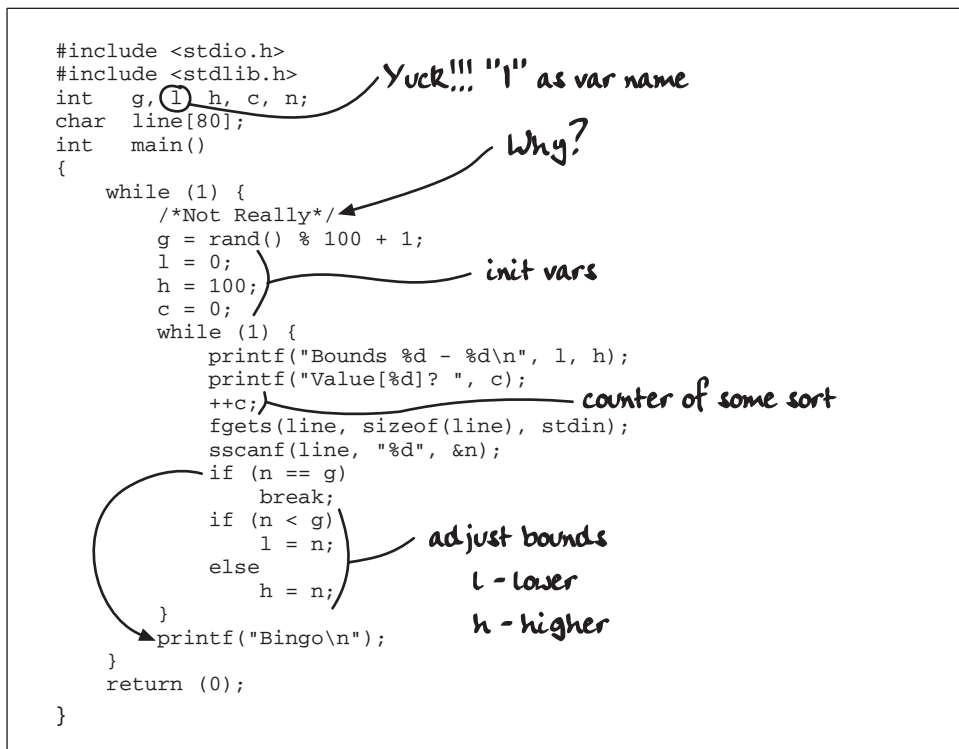 #include <stdio.h>
#include <stdlib.h>
Yuck!!! "l" as var name
int   g, l, h, c, n;
char  line[80];
int   main()
Why?
{
    while (1) {
        /*Not Really*/
        g = rand() % 100 + 1;
        l = 0;
init vars
        h = 100;
        c = 0;
        while (1) {
            printf("Bounds %d - %d\n", l, h);
            printf("Value[%d]? ", c);
            ++c;
counter of some sort
            fgets(line, sizeof(line), stdin);
            sscanf(line, "%d", &n);
            if (n == g)
                break;
            if (n < g)
                l = n;
adjust bounds
            else
l - lower
                h = n;
h - higher
        }
        printf("Bingo\n");
    }
    return (0);
}